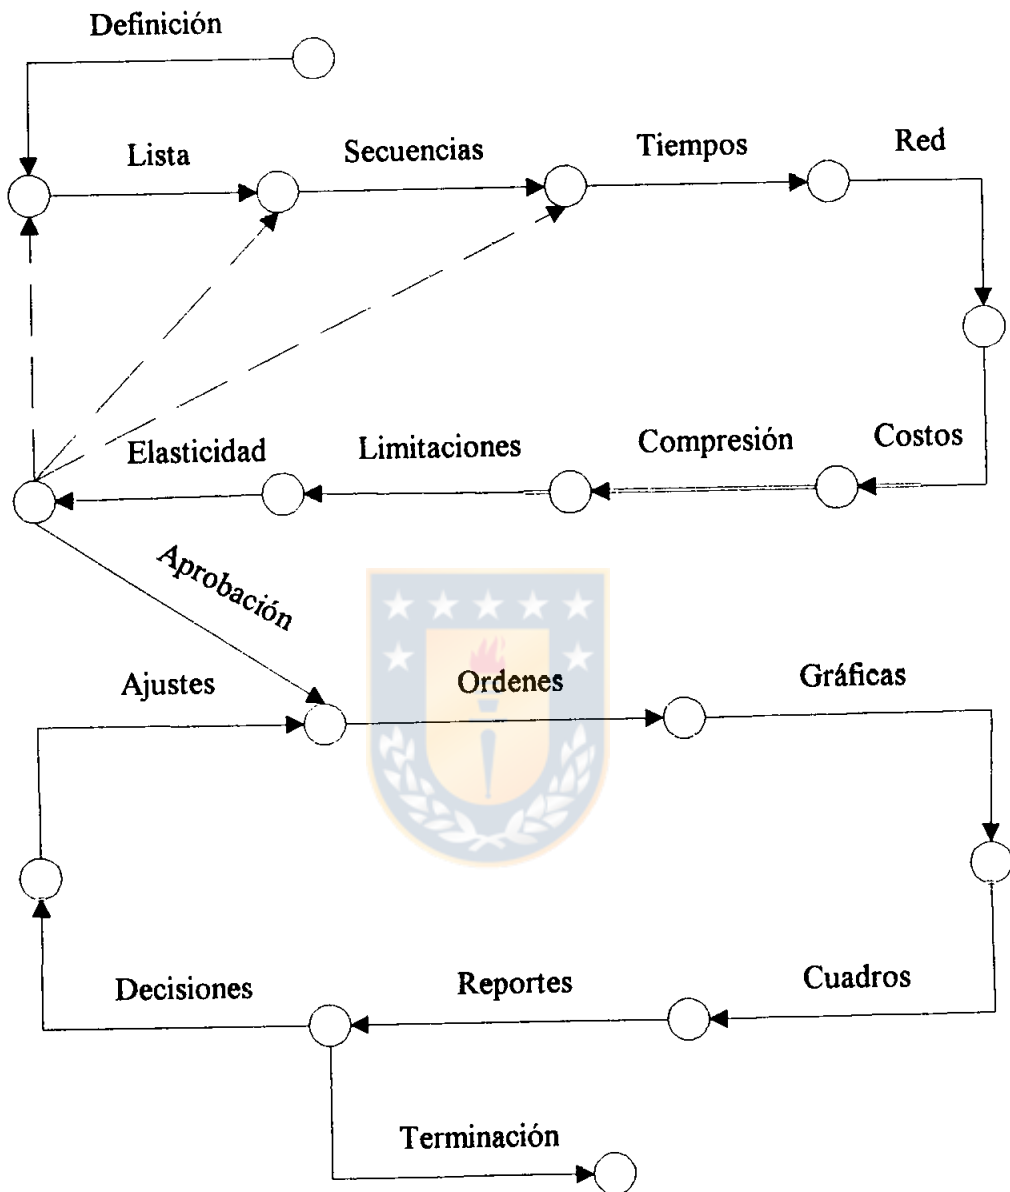 Definición
Lista
Secuencias
Tiempos
Red
Elasticidad
Limitaciones
Compresión
Costos
Aprobación
Ajustes
Ordenes
Gráficas
Decisiones
Reportes
Cuadros
Terminación